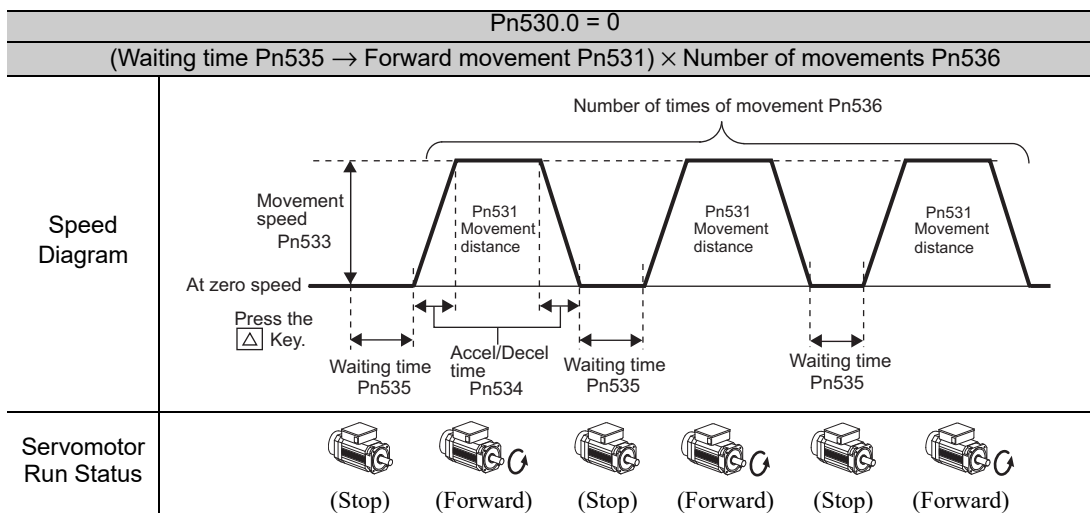 Pn530.0 = 0
(Waiting time Pn535 → Forward movement Pn531) × Number of movements Pn536
Speed
Diagram
Number of times of movement Pn536
Movement
speed
Pn533
Pn531
Movement
distance
Pn531
Movement
distance
Pn531
Movement
distance
At zero speed
Press the
△ Key.
Waiting time
Pn535
Accel/Decel
time
Pn534
Waiting time
Pn535
Waiting time
Pn535
Servomotor
Run Status
(Stop) (Forward) (Stop) (Forward) (Stop) (Forward)